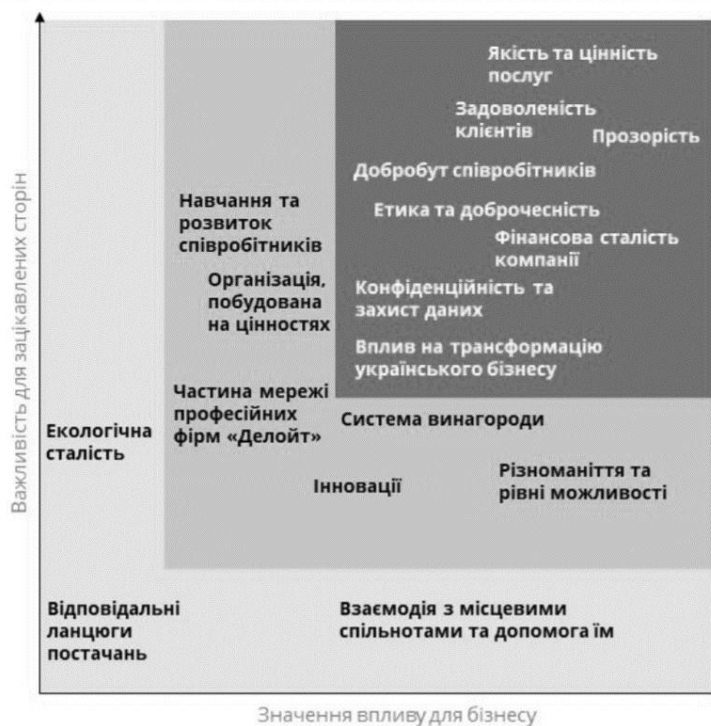 Важливість для зацікавлених сторін
Якість та цінність
послуг
Задоволеність
клієнтів
Прозорість
Добробут співробітників
Навчання та
розвиток
співробітників
Етика та доброчесність
Фінансова сталість
компанії
Організація,
побудована
на цінностях
Конфіденційність та
захист даних
Вплив на трансформацію
українського бізнесу
Частина мережі
професійних
фірм «Делойт»
Система винагороди
Екологічна
сталість
Інновації
Різноманіття та
рівні можливості
Відповідальні
ланцюги
постачань
Взаємодія з місцевими
спільнотами та допомога їм
Значення впливу для бізнесу